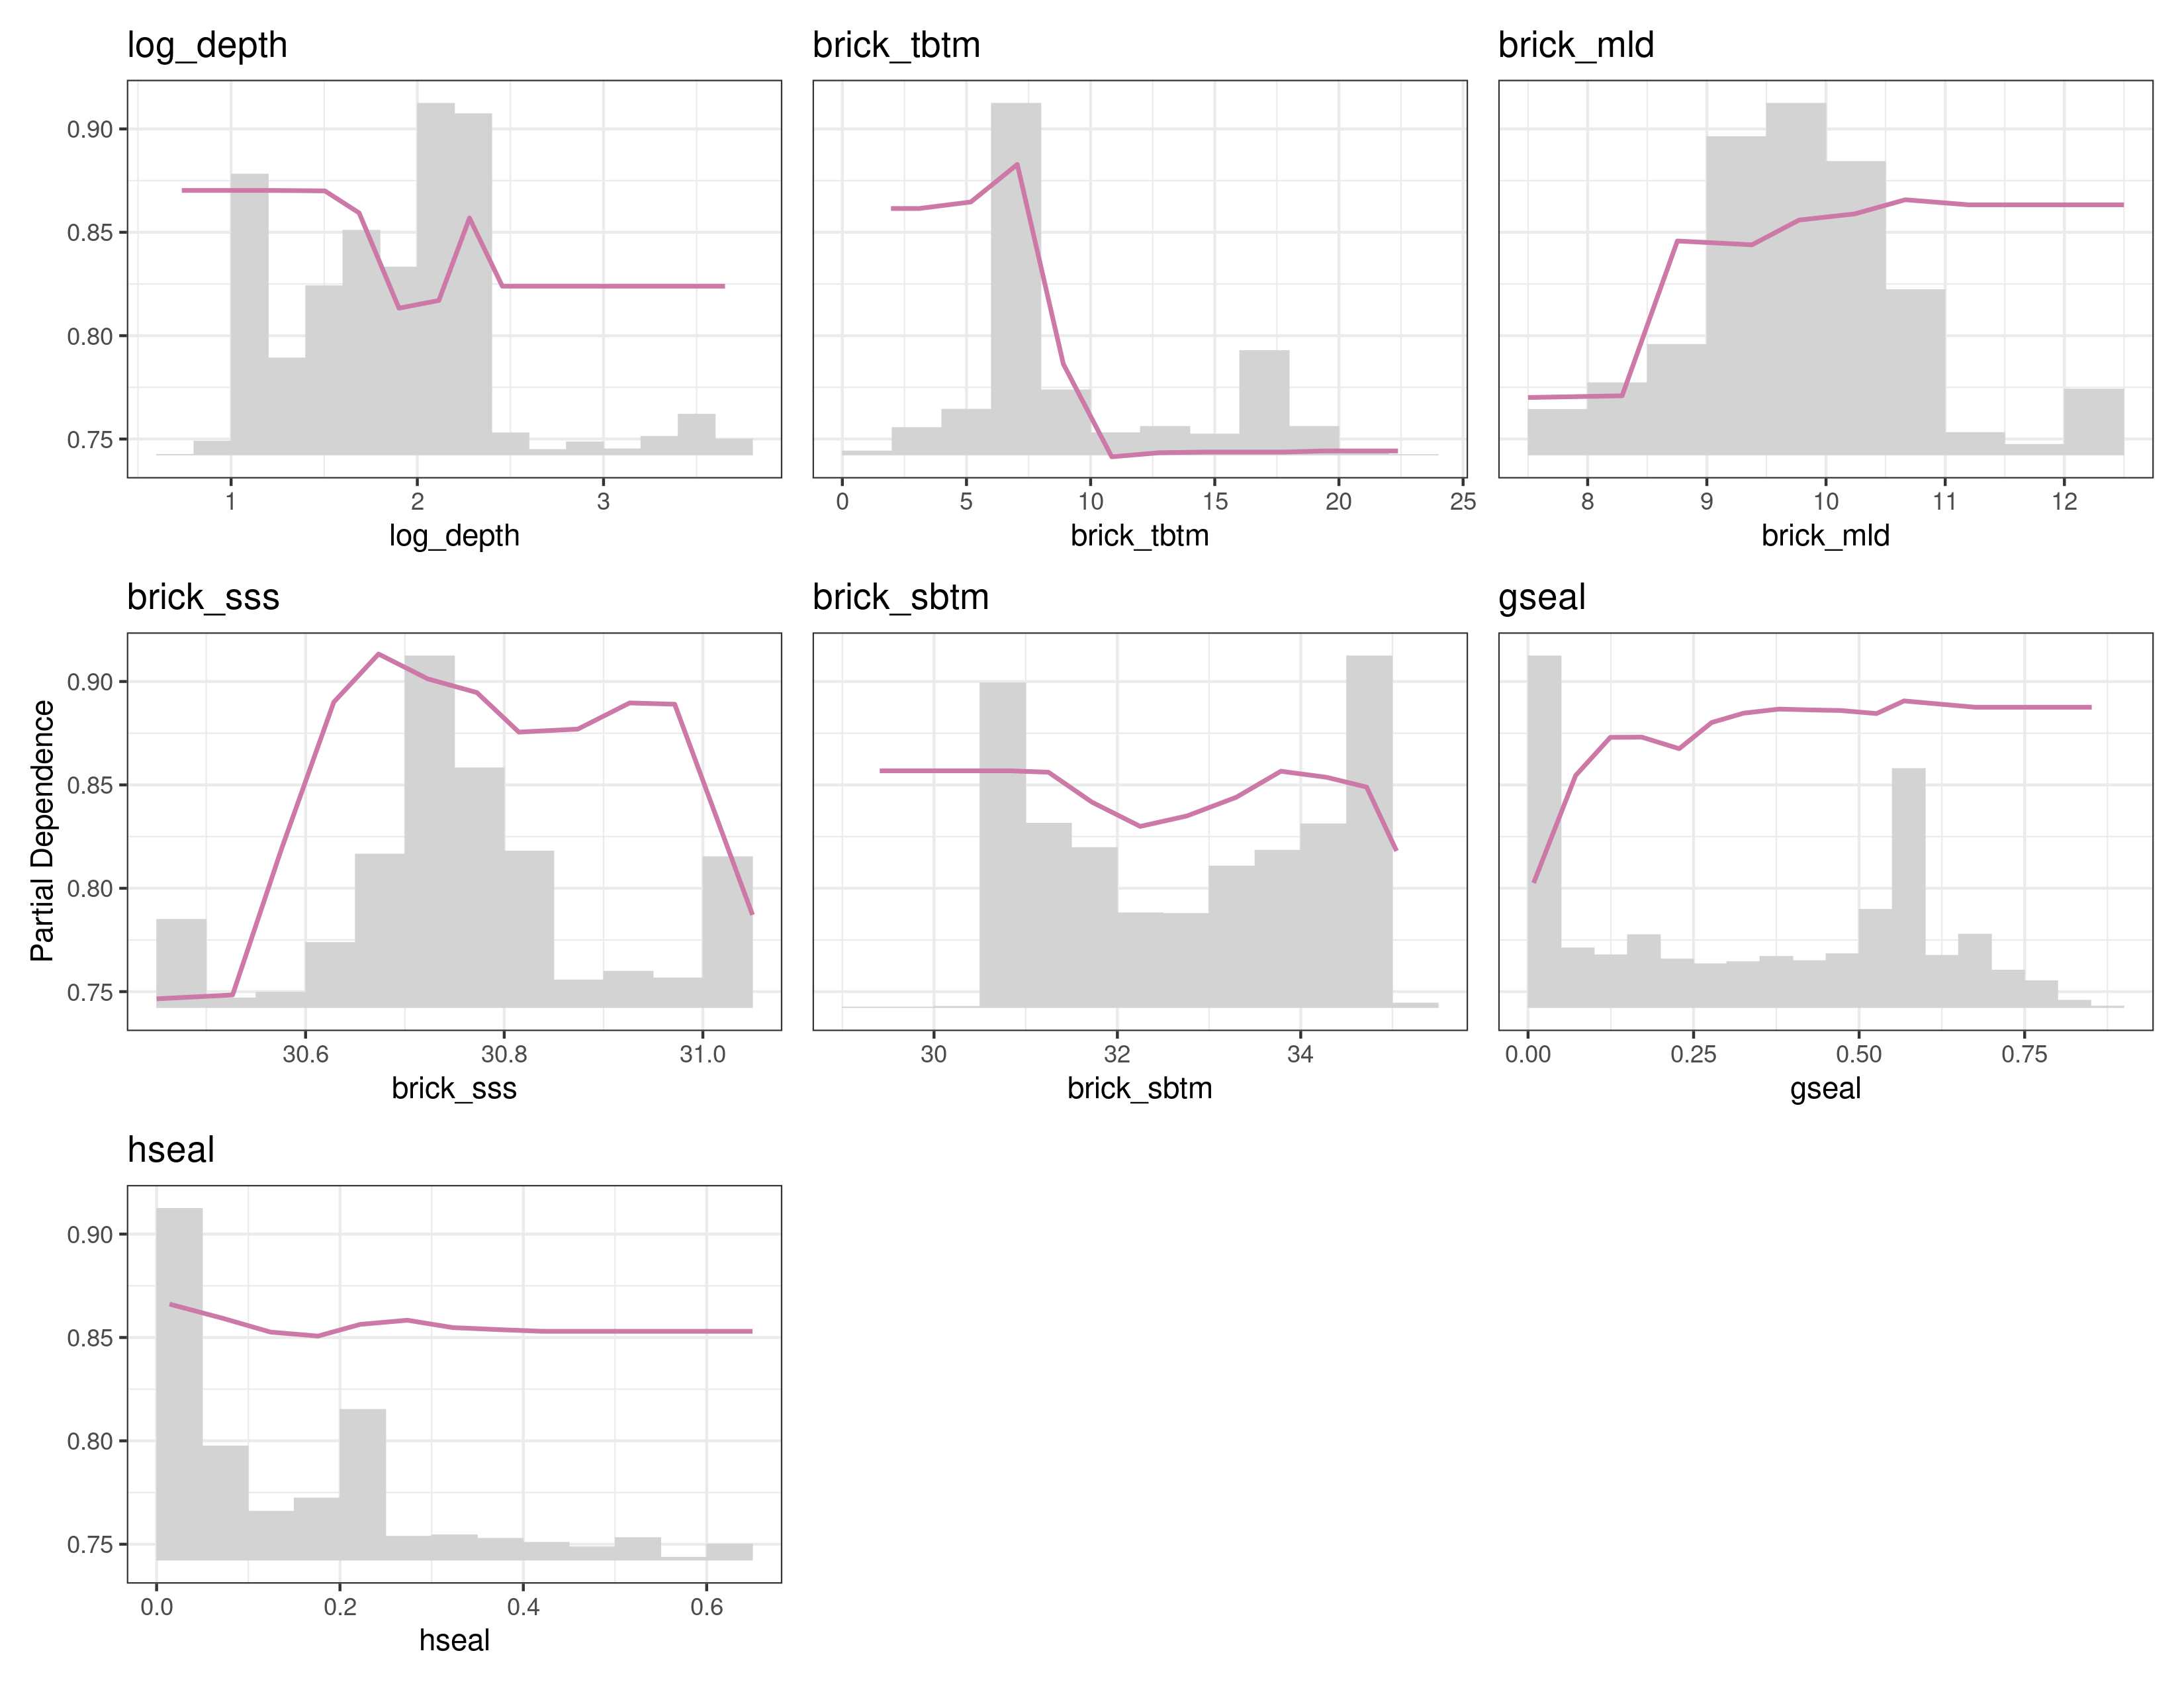 log_depth
brick_tbtm
brick_mld
0.90
0.85
0.80
0.75
1 2 3
0 5 10 15 20 25
8 9 10 11 12
log_depth
brick_tbtm
brick_mld
brick_sss
brick_sbtm
gseal
Partial Dependence
0.90
0.85
0.80
0.75
30.6 30.8 31.0
30 32 34
0.00 0.25 0.50 0.75
brick_sss
brick_sbtm
gseal
hseal
0.90
0.85
0.80
0.75
0.0 0.2 0.4 0.6
hseal